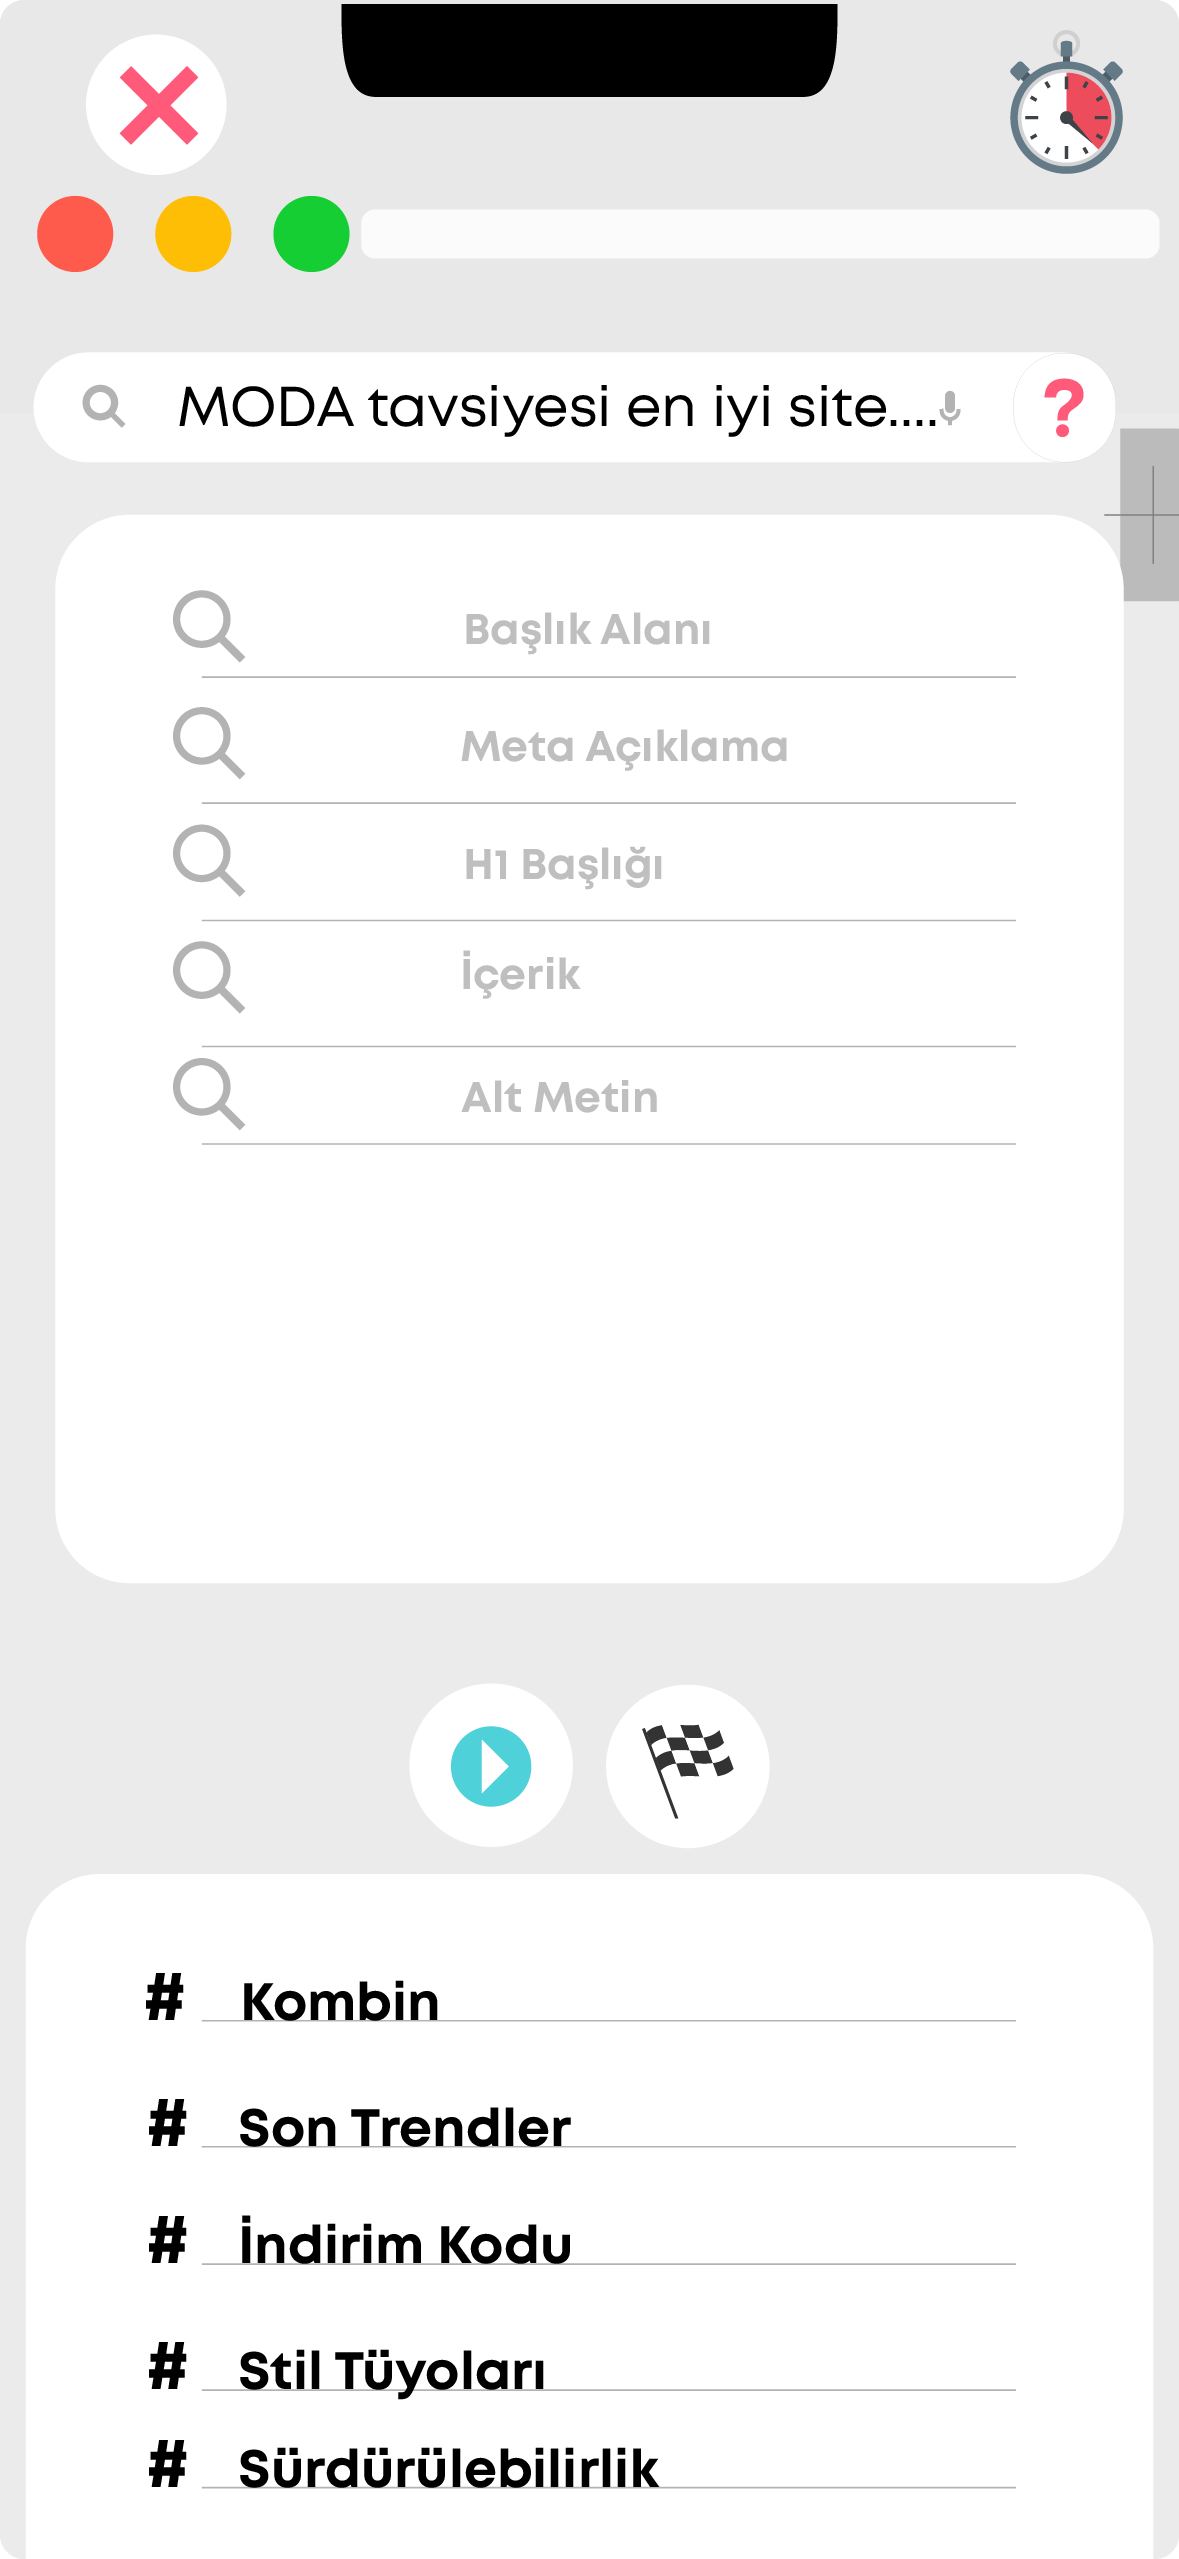 MODA tavsiyesi en iyi site....
?
Başlık Alanı
Meta Açıklama
H1 Başlığı
İçerik
Alt Metin
# Kombin
# Son Trendler
# İndirim Kodu
# Stil Tüyoları
# Sürdürülebilirlik